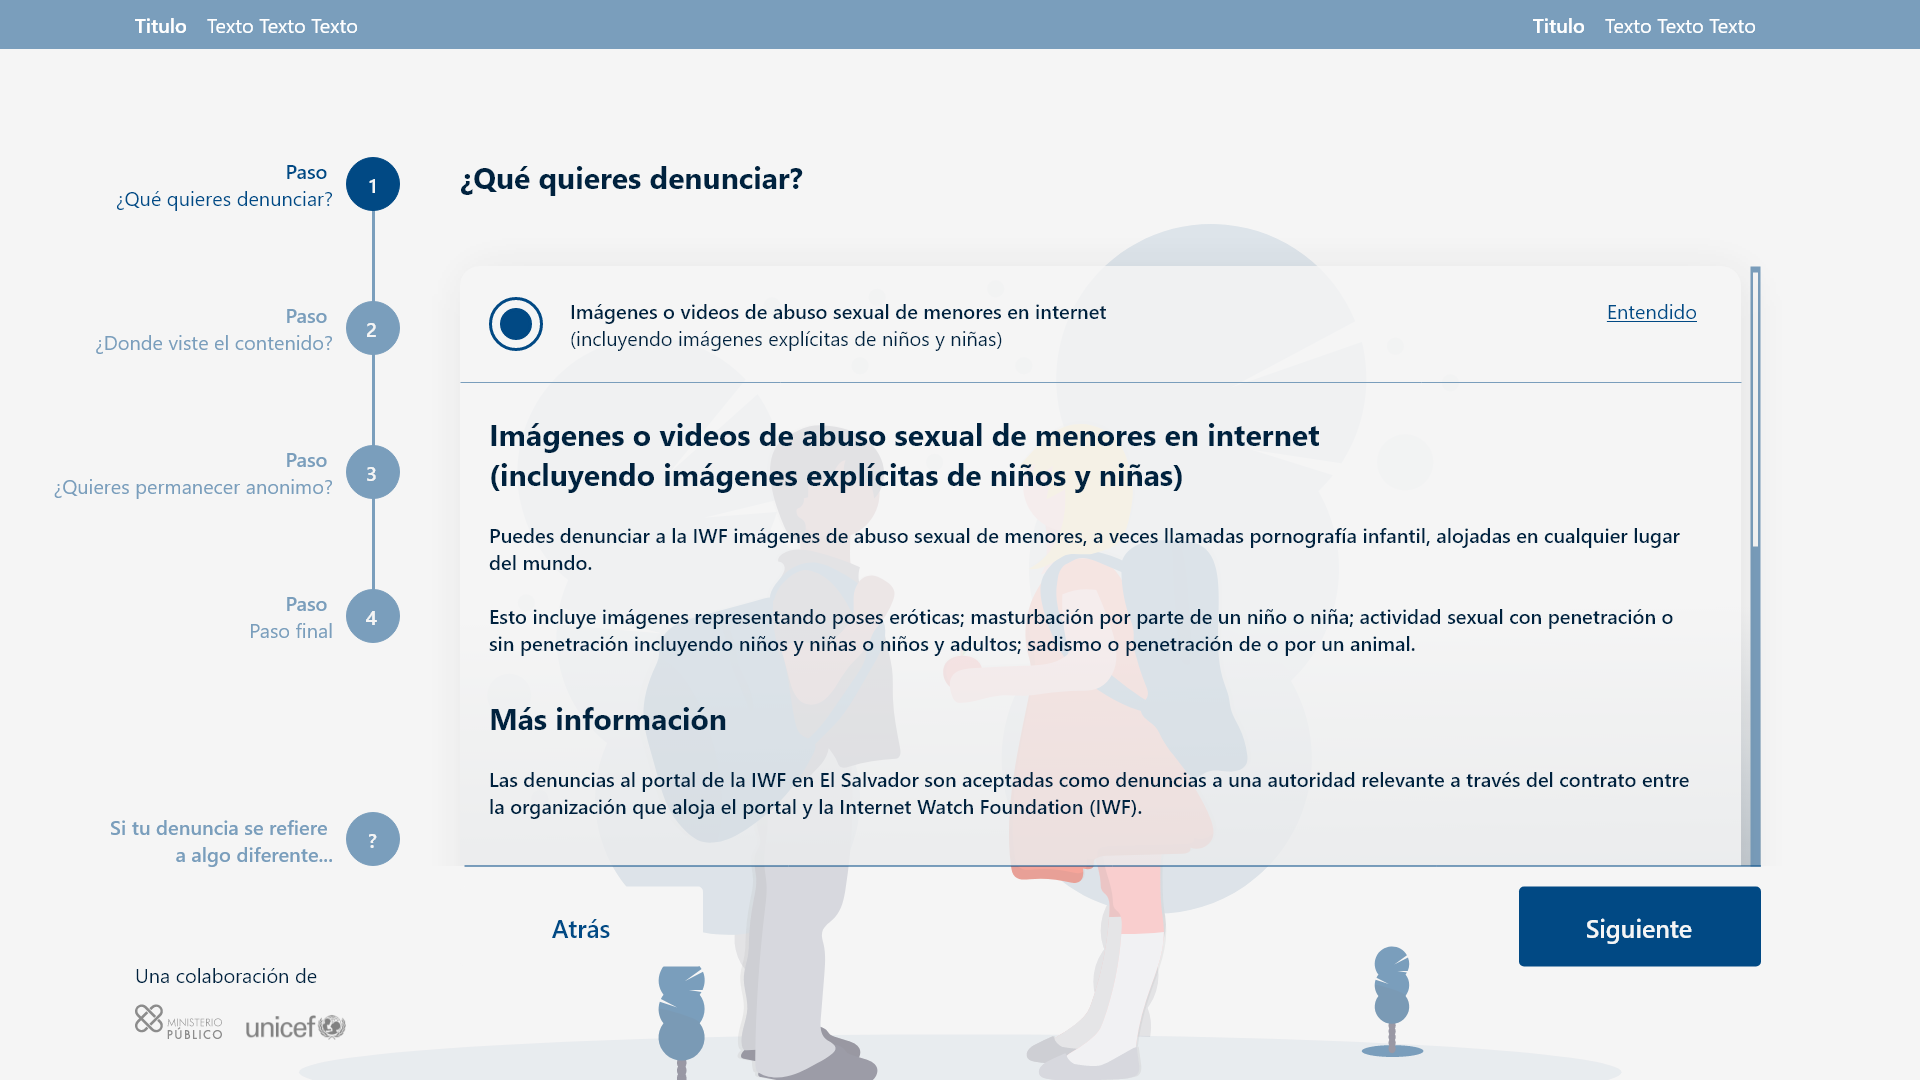 Titulo Texto Texto Texto
Titulo Texto Texto Texto
Paso
¿Qué quieres denunciar?
1
Paso
¿Donde viste el contenido?
2
Paso
¿Quieres permanecer anonimo?
3
Paso
Paso final
4
Si tu denuncia se refiere
a algo diferente...
?
¿Qué quieres denunciar?
Imágenes o videos de abuso sexual de menores en internet
(incluyendo imágenes explícitas de niños y niñas)
Entendido
Imágenes o videos de abuso sexual de menores en internet
(incluyendo imágenes explícitas de niños y niñas)
Puedes denunciar a la IWF imágenes de abuso sexual de menores, a veces llamadas pornografía infantil, alojadas en cualquier lugar
del mundo.
Esto incluye imágenes representando poses eróticas; masturbación por parte de un niño o niña; actividad sexual con penetración o
sin penetración incluyendo niños y niñas o niños y adultos; sadismo o penetración de o por un animal.
Más información
Las denuncias al portal de la IWF en El Salvador son aceptadas como denuncias a una autoridad relevante a través del contrato entre
la organización que aloja el portal y la Internet Watch Foundation (IWF).
Atrás
Siguiente
Una colaboración de
MINISTERIO
PÚBLICO
unicef